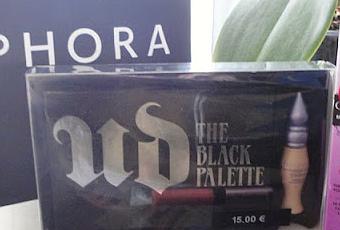 PHORA
UD
THE
BLACK
PALETTE
15.00 €